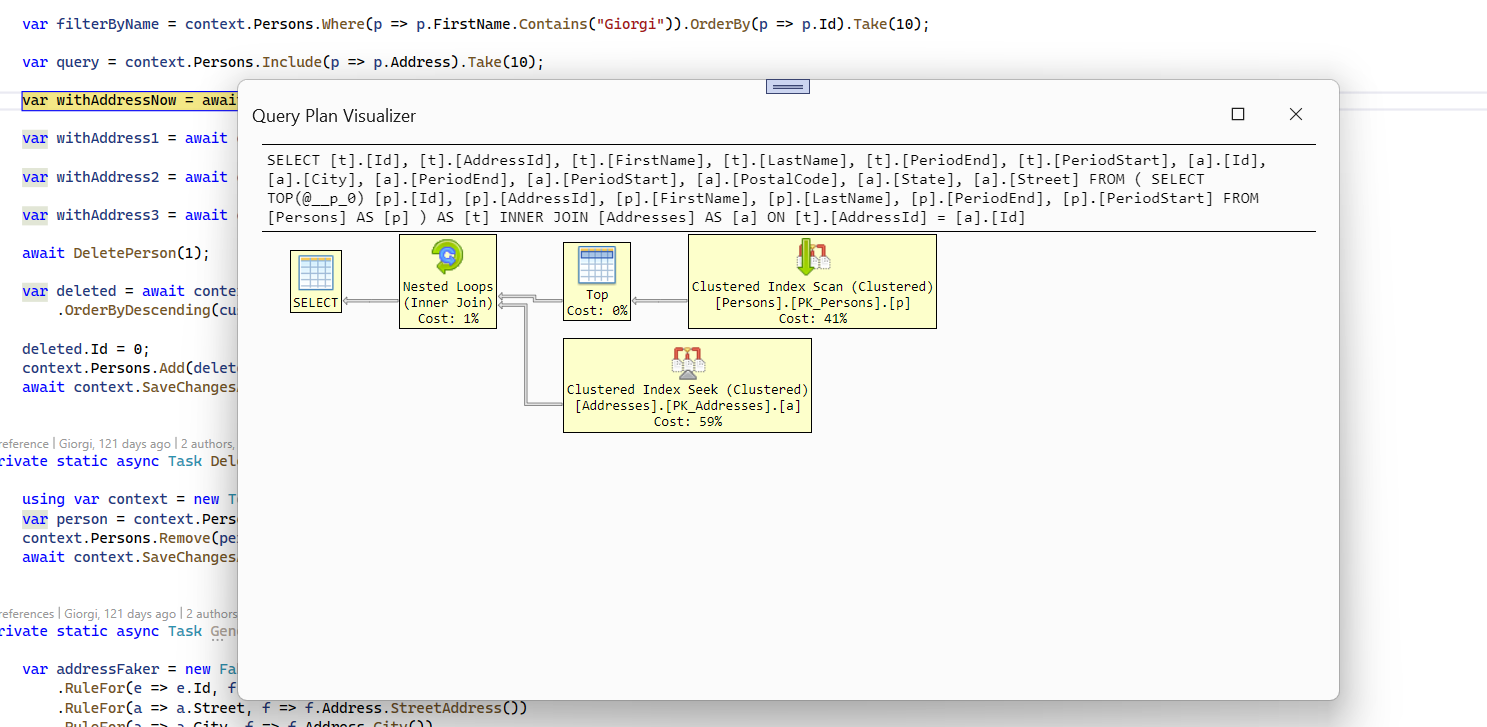 var filterByName = context.Persons.Where(p => p.FirstName.Contains("Giorgi")).OrderBy(p => p.Id).Take(10);
var query = context.Persons.Include(p => p.Address).Take(10);
var withAddressNow = awai
var withAddress1 = await
var withAddress2 = await
var withAddress3 = await
await DeletePerson(1);
var deleted = await conte
.OrderByDescending(cu
deleted.Id = 0;
context.Persons.Add(delet
await context.SaveChanges
reference | Giorgi, 121 days ago | 2 authors,
rivate static async Task Del
using var context = new T
var person = context.Pers
context.Persons.Remove(pe
await context.SaveChanges
references | Giorgi, 121 days ago | 2 authors
rivate static async Task Gen
var addressFaker = new Fa
.RuleFor(e => e.Id, f
.RuleFor(a => a.Street, f => f.Address.StreetAddress())
.RuleFor(a => a.City, f => f.Address.City())
Query Plan Visualizer
SELECT [t].[Id], [t].[AddressId], [t].[FirstName], [t].[LastName], [t].[PeriodEnd], [t].[PeriodStart], [a].[Id],
[a].[City], [a].[PeriodEnd], [a].[PeriodStart], [a].[PostalCode], [a].[State], [a].[Street] FROM ( SELECT
TOP(@__p_0) [p].[Id], [p].[AddressId], [p].[FirstName], [p].[LastName], [p].[PeriodEnd], [p].[PeriodStart] FROM
[Persons] AS [p] ) AS [t] INNER JOIN [Addresses] AS [a] ON [t].[AddressId] = [a].[Id]
SELECT
Nested Loops
(Inner Join)
Cost: 1%
Top
Cost: 0%
Clustered Index Scan (Clustered)
[Persons].[PK_Persons].[p]
Cost: 41%
Clustered Index Seek (Clustered)
[Addresses].[PK_Addresses].[a]
Cost: 59%